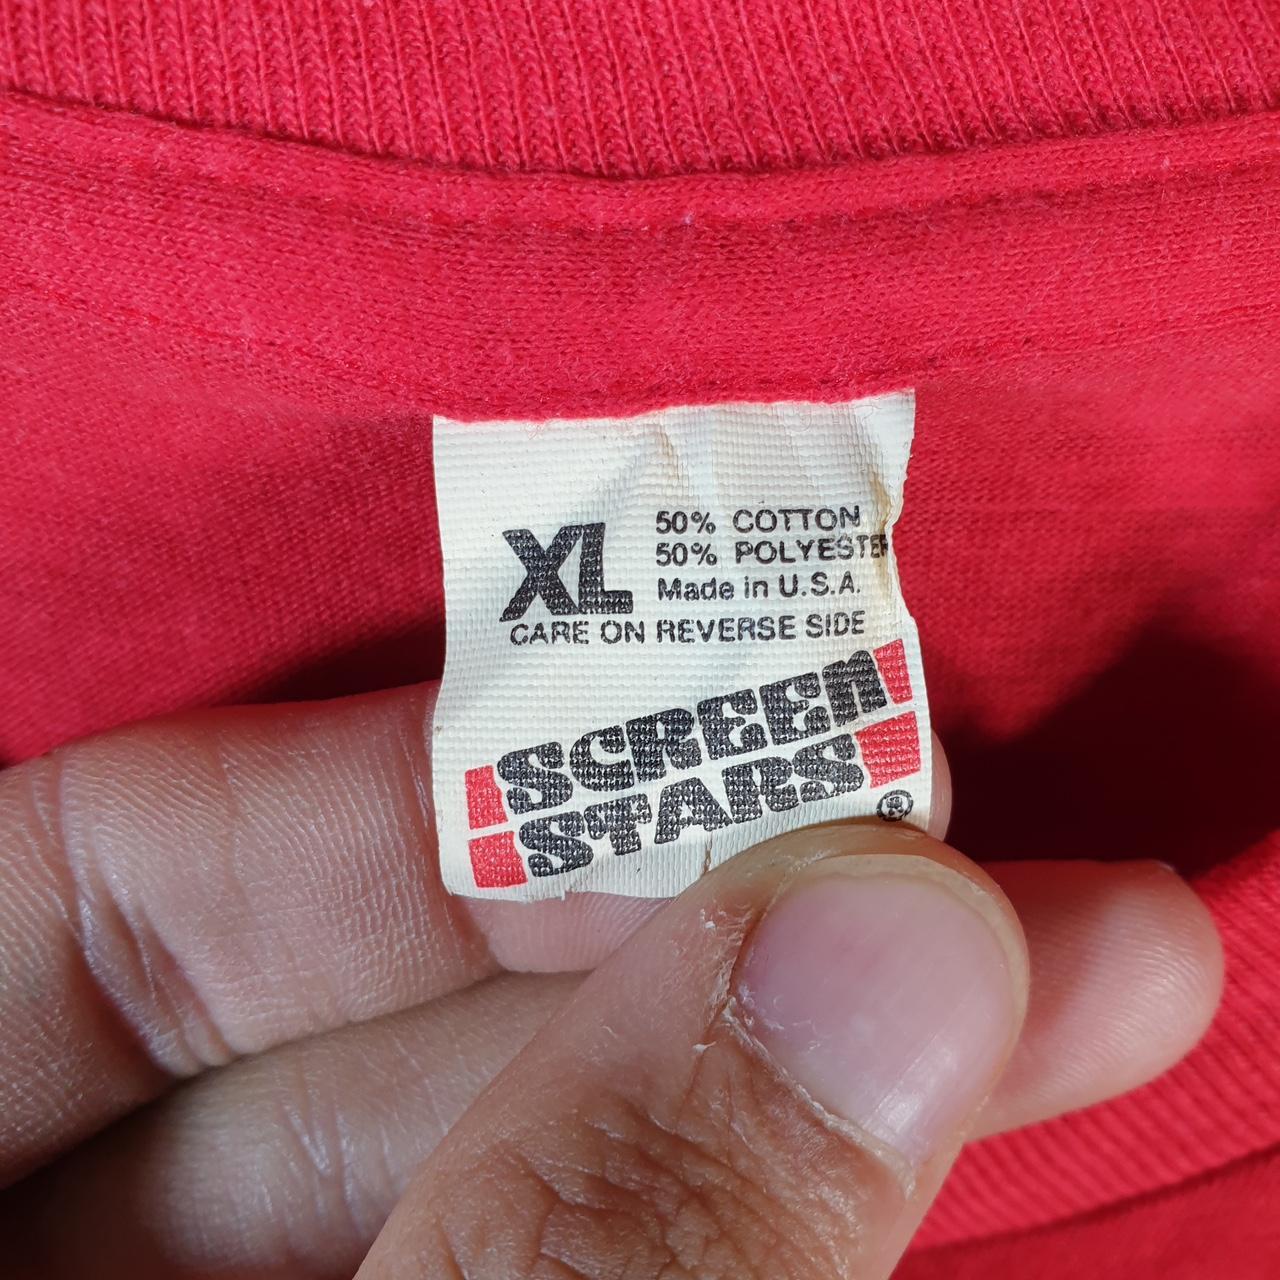 XL
50% COTTON
50% POLYESTER
Made in U.S.A.
CARE ON REVERSE SIDE
SCREEN
STARS
®